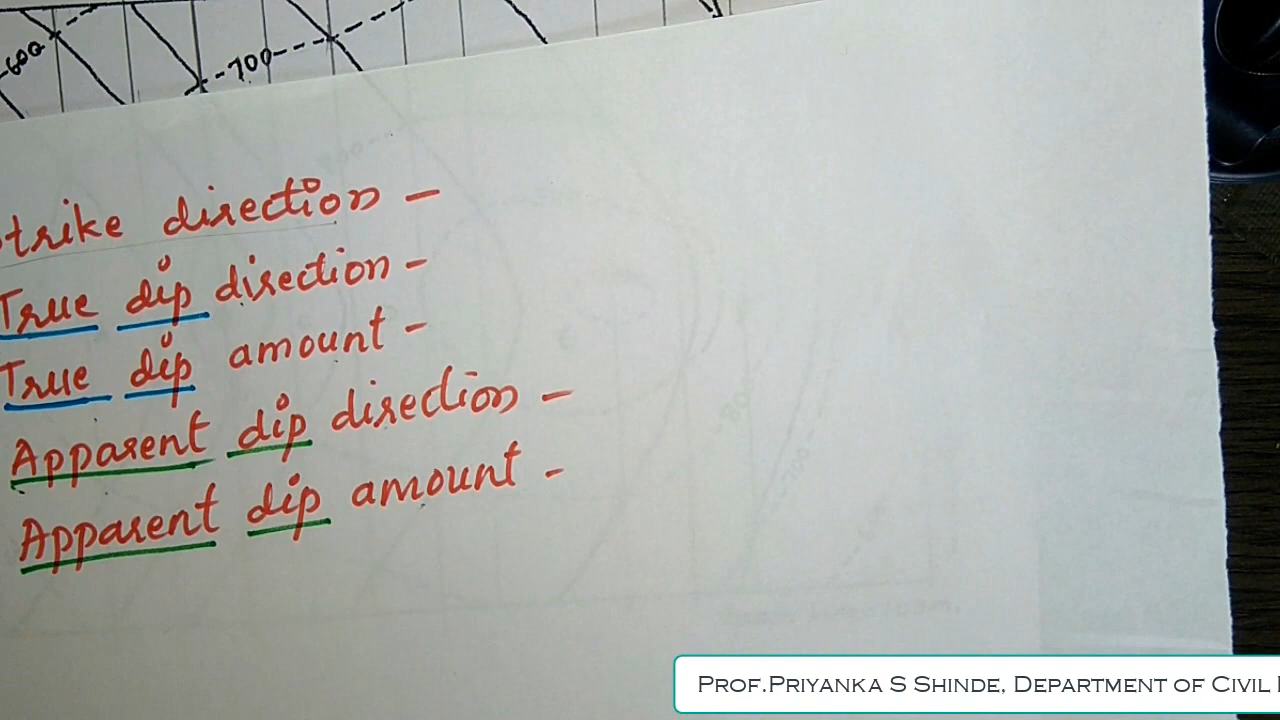 -600
-700-
Strike direction -
True dip direction -
True dip amount -
Apparent dip direction -
Apparent dip amount -
PROF.PRIYANKA S SHINDE, DEPARTMENT OF CIVIL